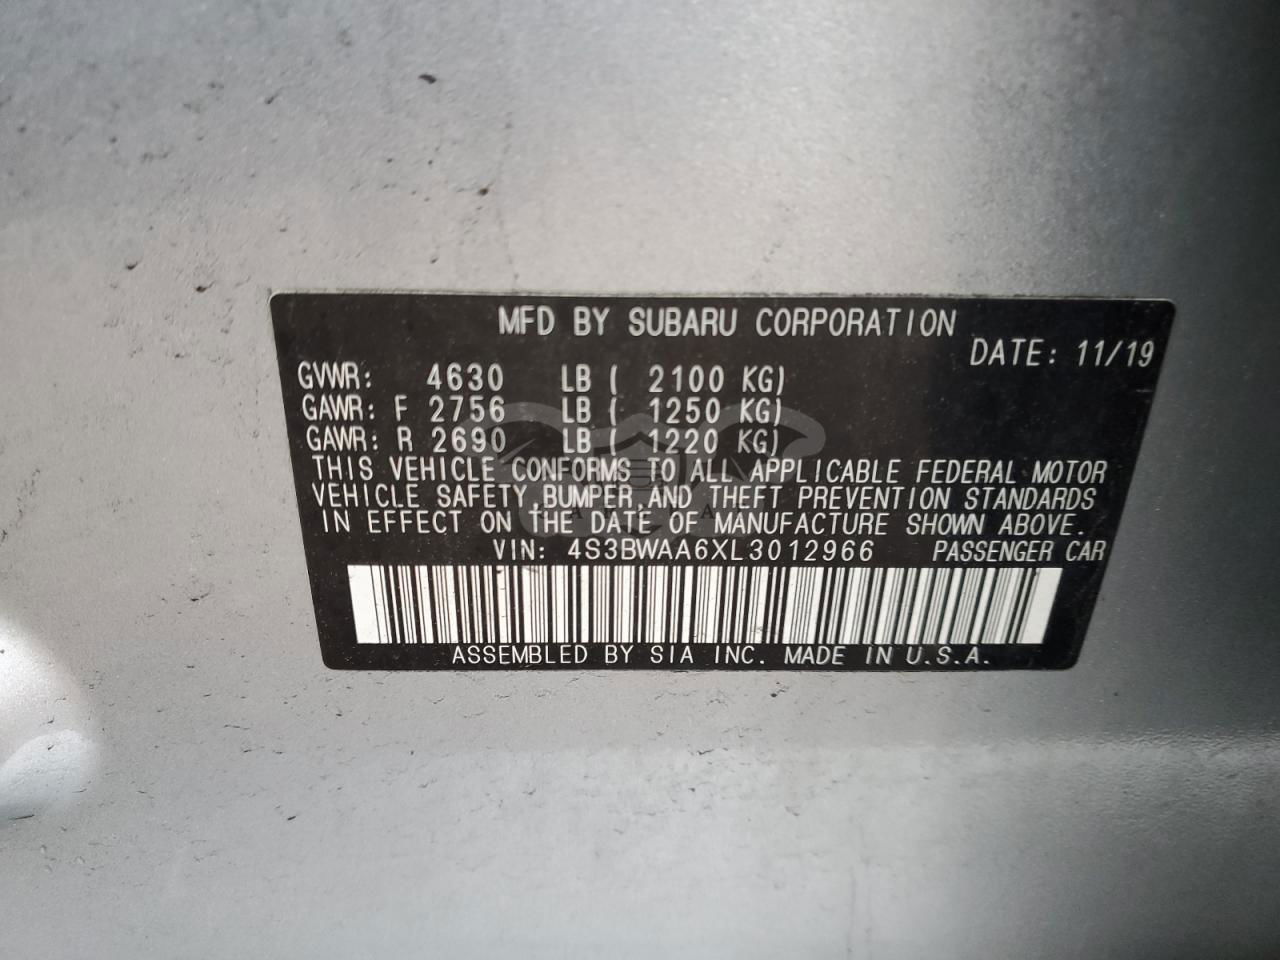 MFD BY SUBARU CORPORATION
DATE: 11/19
GVWR: 4630 LB ( 2100 KG)
GAWR: F 2756 LB ( 1250 KG)
GAWR: R 2690 LB ( 1220 KG)
THIS VEHICLE CONFORMS TO ALL APPLICABLE FEDERAL MOTOR
VEHICLE SAFETY,BUMPER,AND THEFT PREVENTION STANDARDS
IN EFFECT ON THE DATE OF MANUFACTURE SHOWN ABOVE.
VIN: 4S3BWAA6XL3012966 PASSENGER CAR
ASSEMBLED BY SIA INC. MADE IN U.S.A.